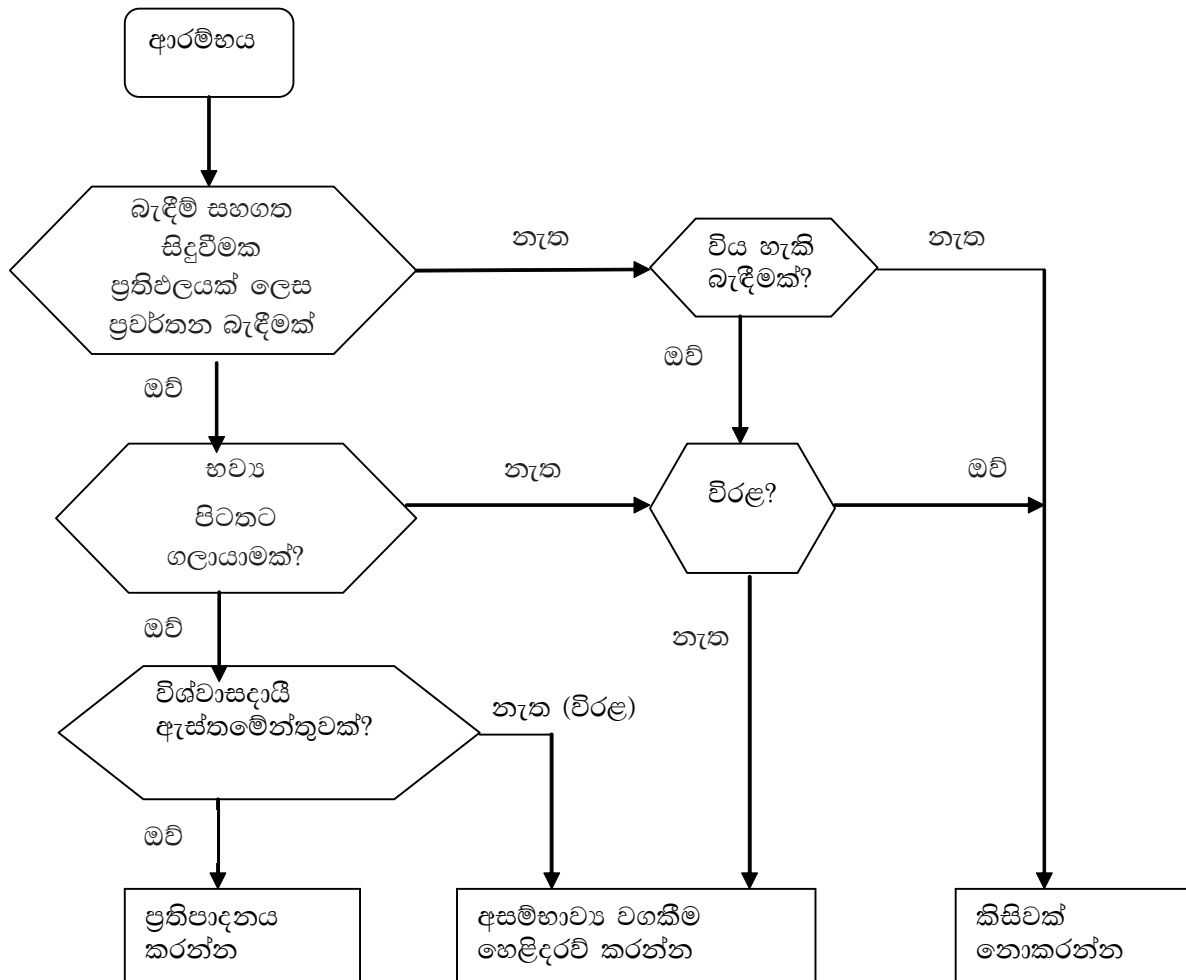 ආරම්භය
බැඳීම් සහගත
සිදුවීමක
ප්‍රතිඵලයක් ලෙස
ප්‍රවර්තන බැඳීමක්
නැත
විය හැකි
බැඳීමක්?
නැත
ඔව්
ඔව්
භව්‍ය
පිටතට
ගලායාමක්?
නැත
විරළ?
ඔව්
ඔව්
නැත
විශ්වාසදායී
ඇස්තමේන්තුවක්?
නැත (විරළ)
ඔව්
ප්‍රතිපාදනය
කරන්න
අසම්භාව්‍ය වගකීම
හෙළිදරව් කරන්න
කිසිවක්
නොකරන්න